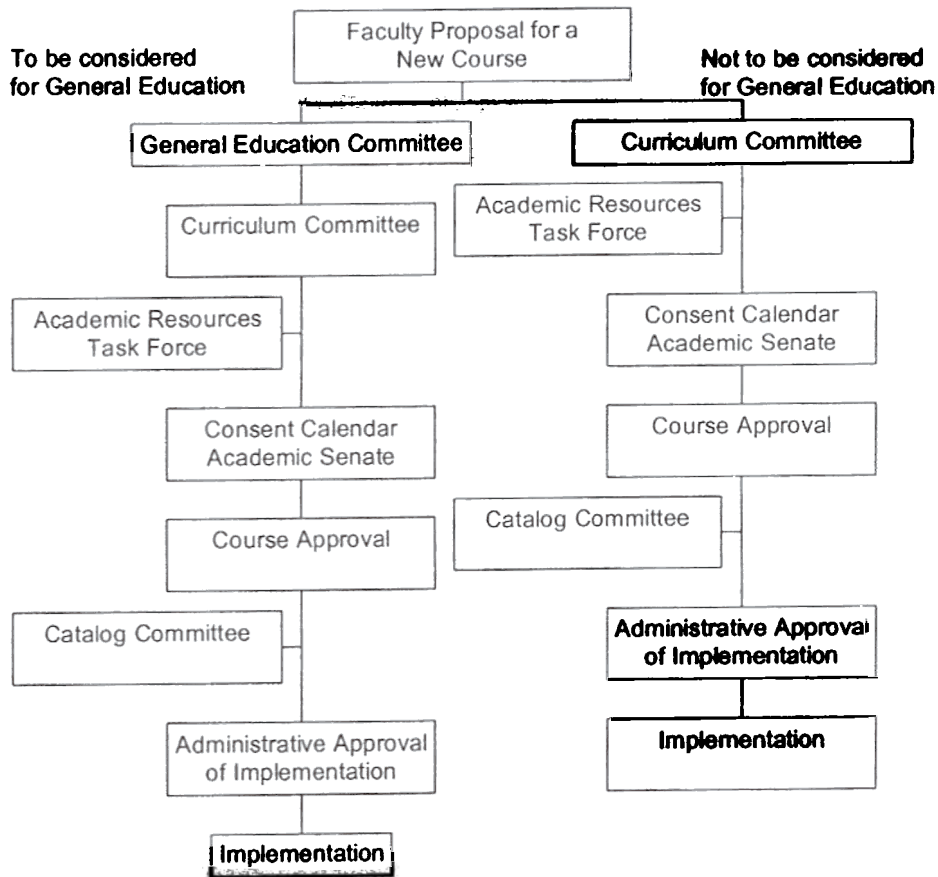 Faculty Proposal for a
New Course
To be considered
for General Education
Not to be considered
for General Education
General Education Committee
Curriculum Committee
Academic Resources
Task Force
Consent Calendar
Academic Senate
Course Approval
Catalog Committee
Administrative Approval
of Implementation
Implementation
Curriculum Committee
Academic Resources
Task Force
Consent Calendar
Academic Senate
Course Approval
Catalog Committee
Administrative Approval
of Implementation
Implementation